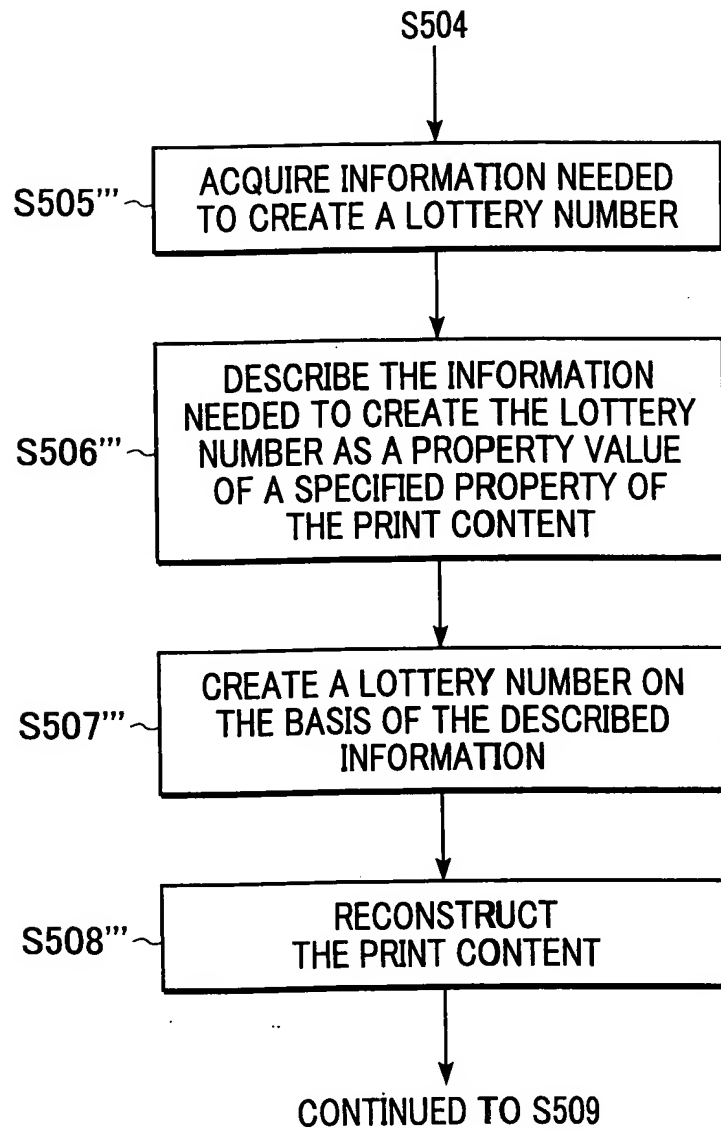 S504
S505''' ~ ACQUIRE INFORMATION NEEDED
TO CREATE A LOTTERY NUMBER
DESCRIBE THE INFORMATION
NEEDED TO CREATE THE LOTTERY
S506''' ~ NUMBER AS A PROPERTY VALUE
OF A SPECIFIED PROPERTY OF
THE PRINT CONTENT
CREATE A LOTTERY NUMBER ON
S507''' ~ THE BASIS OF THE DESCRIBED
INFORMATION
S508''' ~ RECONSTRUCT
THE PRINT CONTENT
CONTINUED TO S509